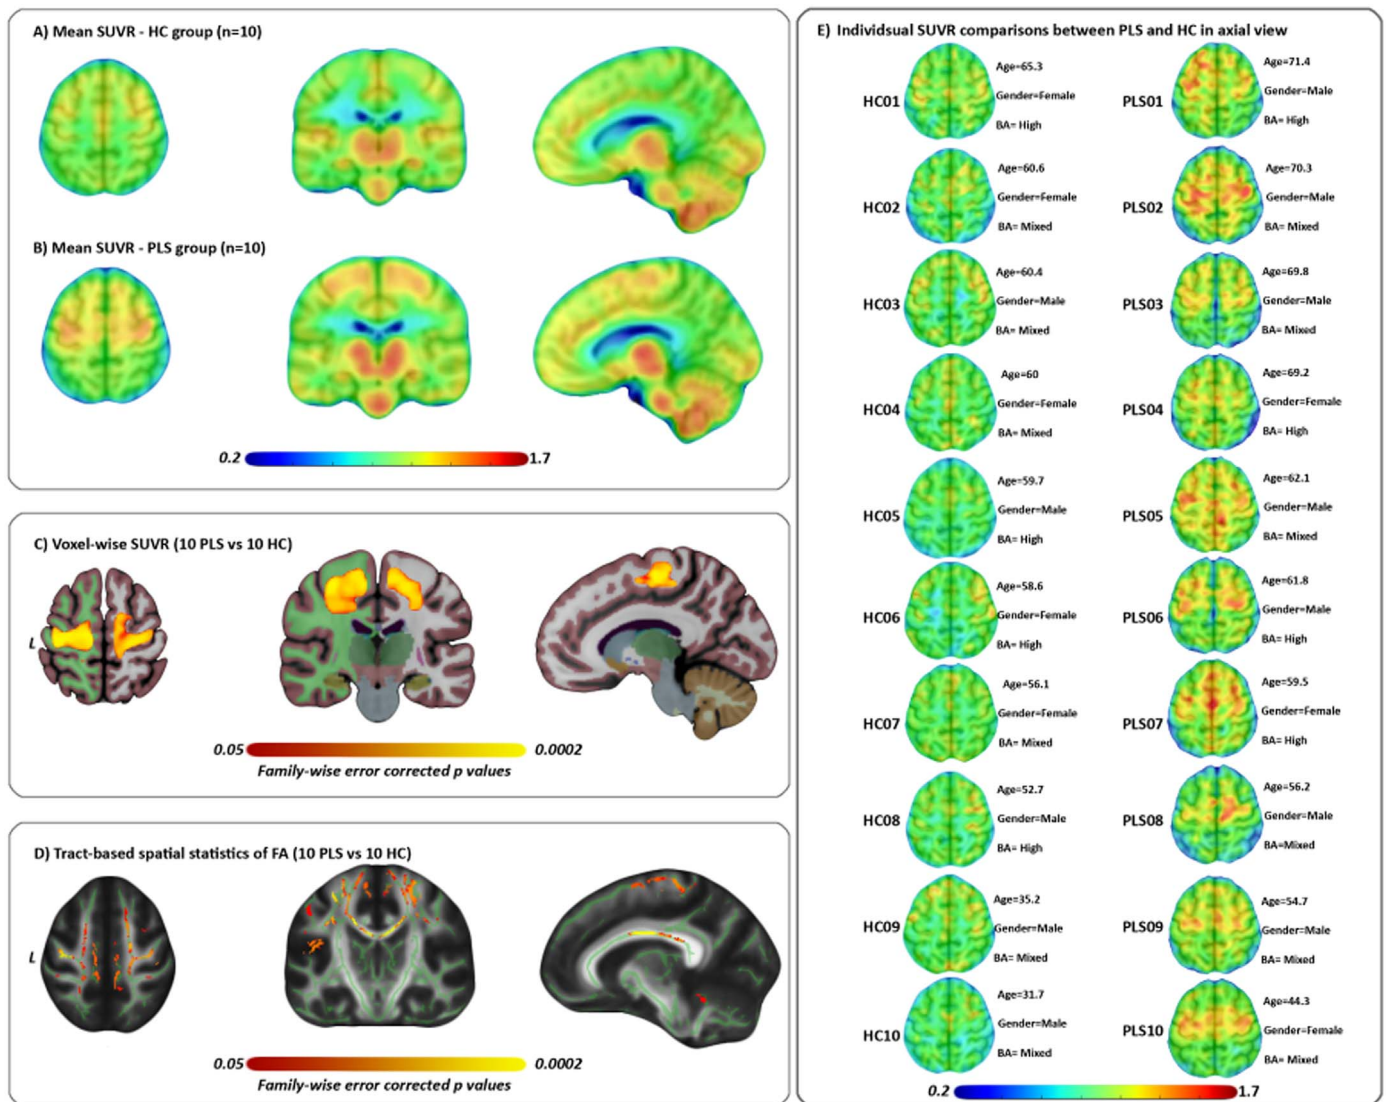 A) Mean SUVR - HC group (n=10)
B) Mean SUVR - PLS group (n=10)
0.2 1.7
C) Voxel-wise SUVR (10 PLS vs 10 HC)
L
0.05 0.0002
Family-wise error corrected p values
D) Tract-based spatial statistics of FA (10 PLS vs 10 HC)
L
0.05 0.0002
Family-wise error corrected p values
E) Individsual SUVR comparisons between PLS and HC in axial view
HC01
Age=65.3
Gender=Female
BA= High
PLS01
Age=71.4
Gender=Male
BA= High
HC02
Age=60.6
Gender=Female
BA= Mixed
PLS02
Age=70.3
Gender=Male
BA= Mixed
HC03
Age=60.4
Gender=Male
BA= Mixed
PLS03
Age=69.8
Gender=Male
BA= Mixed
HC04
Age=60
Gender=Female
BA= Mixed
PLS04
Age=69.2
Gender=Female
BA= High
HC05
Age=59.7
Gender=Male
BA= High
PLS05
Age=62.1
Gender=Male
BA= Mixed
HC06
Age=58.6
Gender=Female
BA= High
PLS06
Age=61.8
Gender=Male
BA= High
HC07
Age=56.1
Gender=Female
BA= Mixed
PLS07
Age=59.5
Gender=Female
BA= High
HC08
Age=52.7
Gender=Male
BA= High
PLS08
Age=56.2
Gender=Male
BA=Mixed
HC09
Age=35.2
Gender=Male
BA= Mixed
PLS09
Age=54.7
Gender=Male
BA= Mixed
HC10
Age=31.7
Gender=Male
BA= Mixed
PLS10
Age=44.3
Gender=Female
BA= Mixed
0.2 1.7